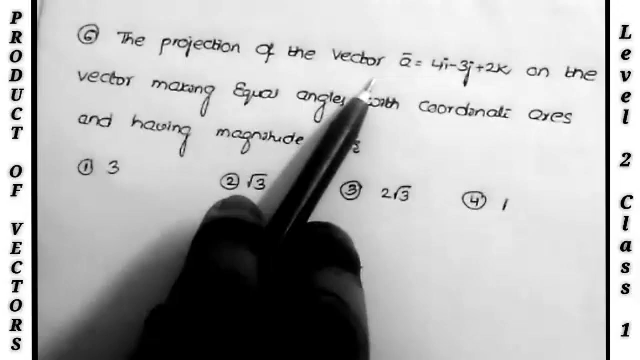 PRODUCT OF VECTORS
⑥ The projection of the vector ā = 4i-3j+2k on the
vector making Equal angles with coordinate axes
and having magnitude
① 3 ② √3 ③ 2√3 ④ 1
Level 2 Class 1